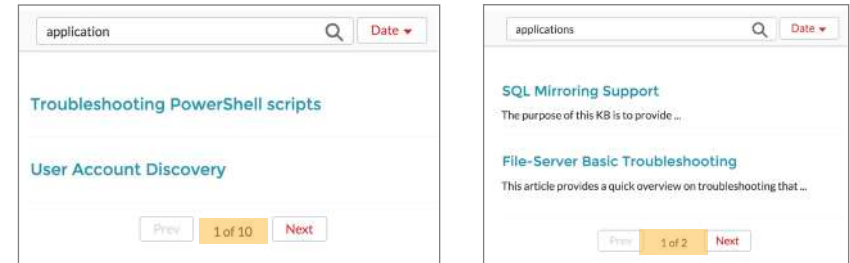 application
Date
Troubleshooting PowerShell scripts
User Account Discovery
Prev 1 of 10 Next
applications
Date
SQL Mirroring Support
The purpose of this KB is to provide ...
File-Server Basic Troubleshooting
This article provides a quick overview on troubleshooting that ...
Prev 1 of 2 Next